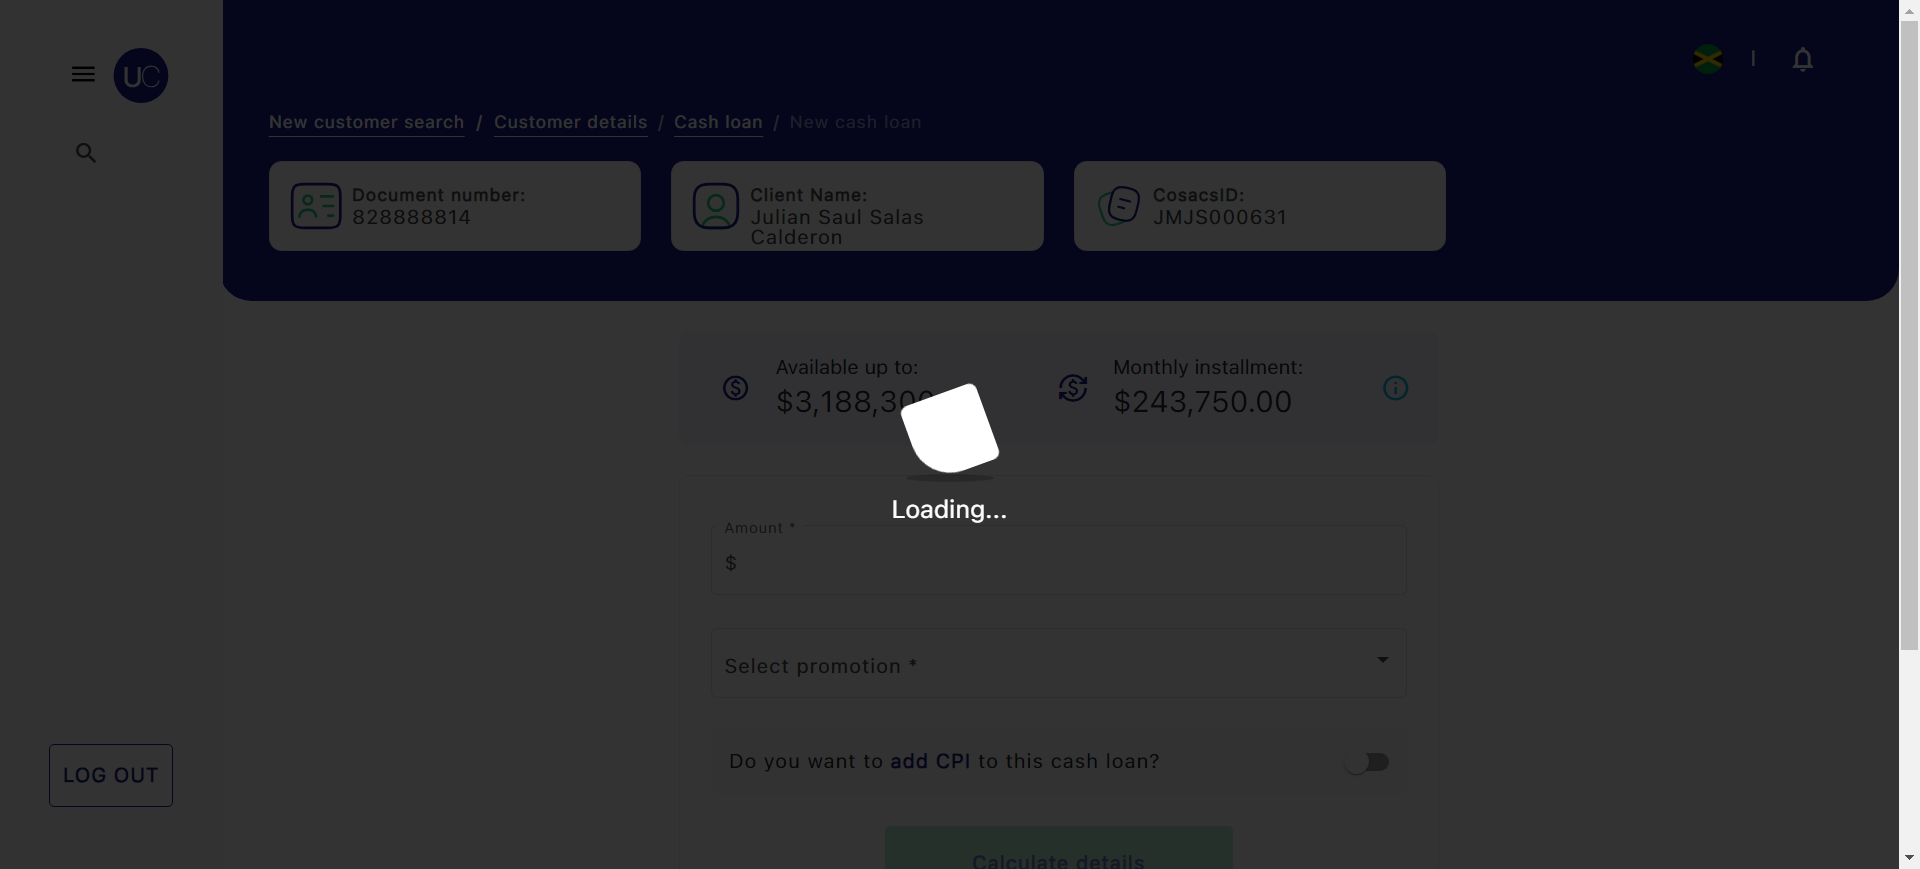 UC
New customer search / Customer details / Cash loan / New cash loan
Document number:
828888814
Client Name:
Julian Saul Salas
Calderon
CosacsID:
JMJS000631
Available up to:
$3,188,300
Monthly installment:
$243,750.00
Loading...
Amount *
$
Select promotion *
Do you want to add CPI to this cash loan?
LOG OUT
Calculate details